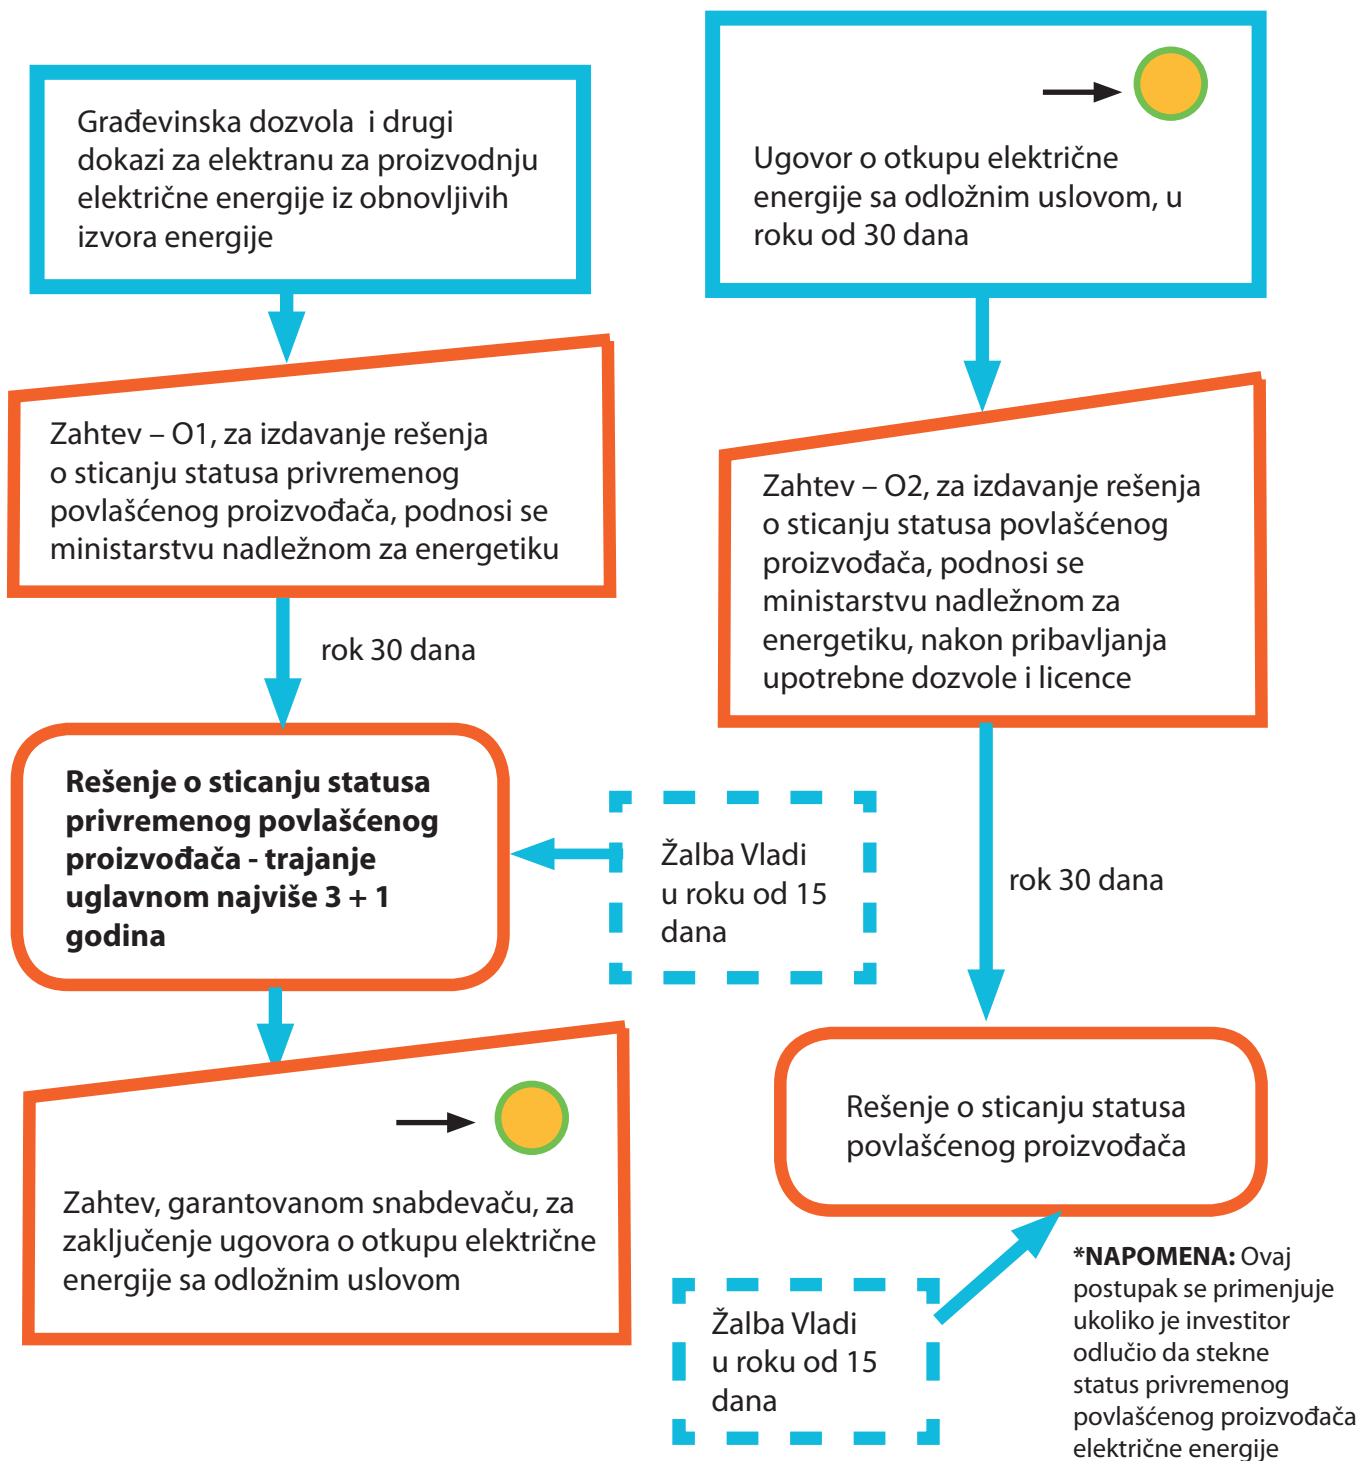 Građevinska dozvola i drugi
dokazi za elektranu za proizvodnju
električne energije iz obnovljivih
izvora energije
Zahtev – O1, za izdavanje rešenja
o sticanju statusa privremenog
povlašćenog proizvođača, podnosi se
ministarstvu nadležnom za energetiku
rok 30 dana
Rešenje o sticanju statusa
privremenog povlašćenog
proizvođača - trajanje
uglavnom najviše 3 + 1
godina
Žalba Vladi
u roku od 15
dana
Zahtev, garantovanom snabdevaču, za
zaključenje ugovora o otkupu električne
energije sa odložnim uslovom
Ugovor o otkupu električne
energije sa odložnim uslovom, u
roku od 30 dana
Zahtev – O2, za izdavanje rešenja
o sticanju statusa povlašćenog
proizvođača, podnosi se
ministarstvu nadležnom za
energetiku, nakon pribavljanja
upotrebne dozvole i licence
rok 30 dana
Rešenje o sticanju statusa
povlašćenog proizvođača
Žalba Vladi
u roku od 15
dana
*NAPOMENA: Ovaj
postupak se primenjuje
ukoliko je investitor
odlučio da stekne
status privremenog
povlašćenog proizvođača
električne energije